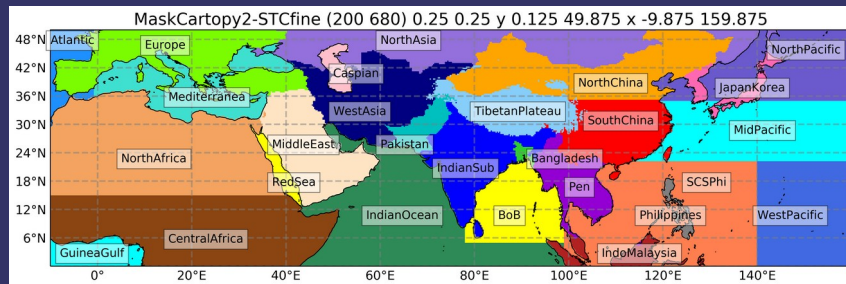 MaskCartopy2-STCfine (200 680) 0.25 0.25 y 0.125 49.875 x -9.875 159.875
48°N
42°N
36°N
30°N
24°N
18°N
12°N
6°N
Atlantic
Europe
NorthAsia
NorthPacific
Caspian
NorthChina
Mediterranea
JapanKorea
WestAsia
TibetanPlateau
SouthChina
MidPacific
MiddleEast
Pakistan
NorthAfrica
Bangladesh
IndianSub
RedSea
Pen
SCSPhi
IndianOcean
BoB
Philippines
WestPacific
CentralAfrica
GuineaGulf
IndoMalaysia
0°
20°E
40°E
60°E
80°E
100°E
120°E
140°E